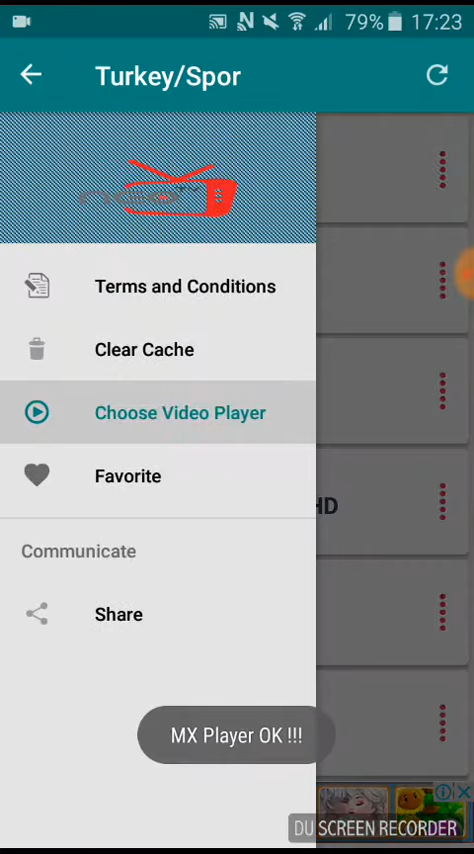 79% 17:23
Turkey/Spor
Terms and Conditions
Clear Cache
Choose Video Player
Favorite
HD
Communicate
Share
MX Player OK !!!
DU SCREEN RECORDER